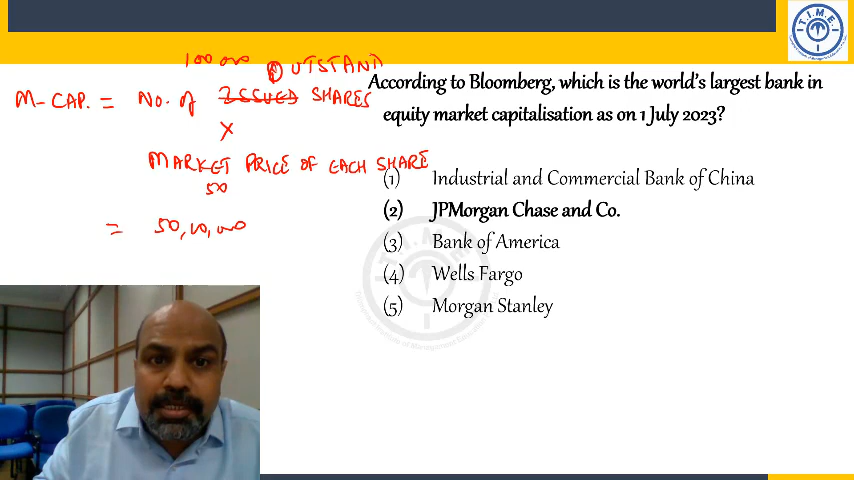 T.I.M.E.
100000
OUTSTAND
M-CAP. = No. of ISSUED SHARES
X
MARKET PRICE OF EACH SHARE
50
= 50,00,000
According to Bloomberg, which is the world's largest bank in
equity market capitalisation as on 1 July 2023?
(1) Industrial and Commercial Bank of China
(2) JPMorgan Chase and Co.
(3) Bank of America
(4) Wells Fargo
(5) Morgan Stanley